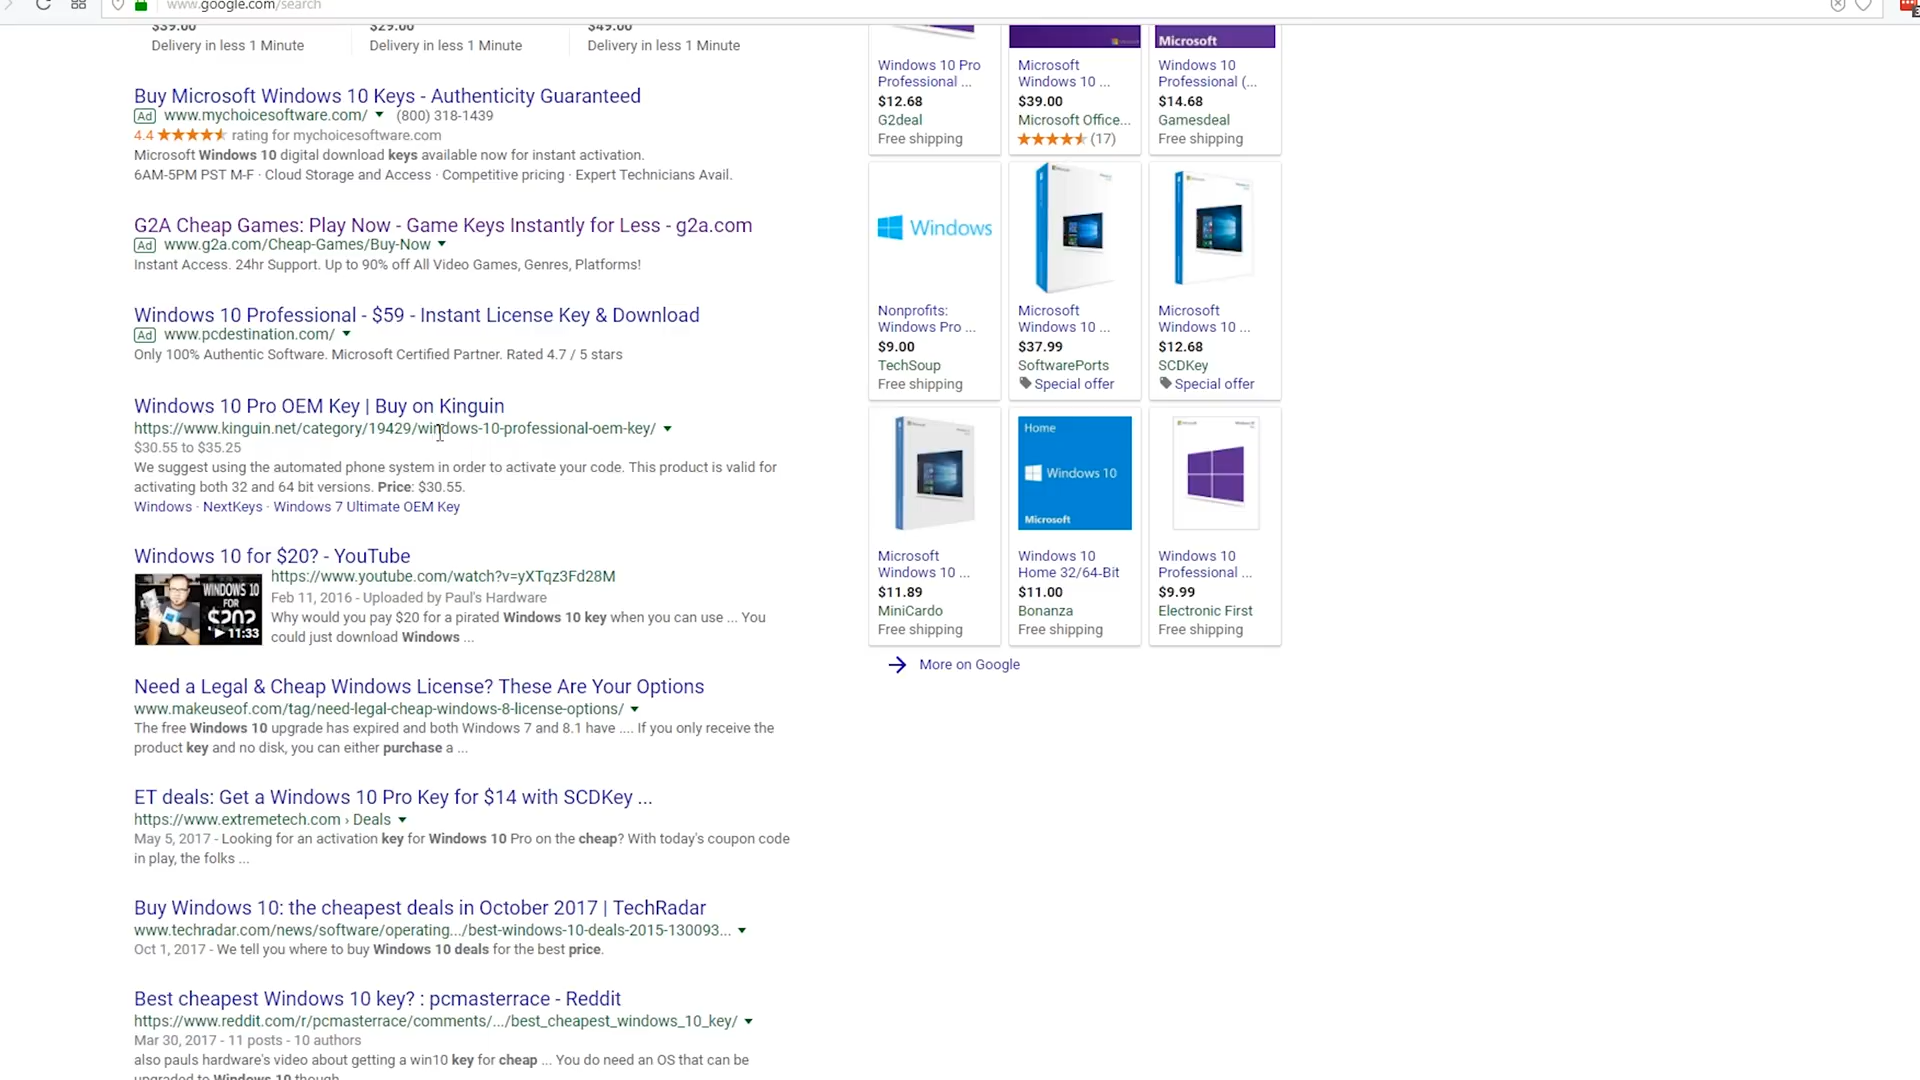 www.google.com/search
$39.00
$29.00
$49.00
Delivery in less 1 Minute
Delivery in less 1 Minute
Delivery in less 1 Minute
Buy Microsoft Windows 10 Keys - Authenticity Guaranteed
Ad www.mychoicesoftware.com/ (800) 318-1439
4.4 rating for mychoicesoftware.com
Microsoft Windows 10 digital download keys available now for instant activation.
6AM-5PM PST M-F · Cloud Storage and Access · Competitive pricing · Expert Technicians Avail.
G2A Cheap Games: Play Now - Game Keys Instantly for Less - g2a.com
Ad www.g2a.com/Cheap-Games/Buy-Now
Instant Access. 24hr Support. Up to 90% off All Video Games, Genres, Platforms!
Windows 10 Professional - $59 - Instant License Key & Download
Ad www.pcdestination.com/
Only 100% Authentic Software. Microsoft Certified Partner. Rated 4.7 / 5 stars
Windows 10 Pro OEM Key | Buy on Kinguin
https://www.kinguin.net/category/19429/windows-10-professional-oem-key/
$30.55 to $35.25
We suggest using the automated phone system in order to activate your code. This product is valid for
activating both 32 and 64 bit versions. Price: $30.55.
Windows · NextKeys · Windows 7 Ultimate OEM Key
Windows 10 for $20? - YouTube
https://www.youtube.com/watch?v=yXTqz3Fd28M
Feb 11, 2016 - Uploaded by Paul's Hardware
Why would you pay $20 for a pirated Windows 10 key when you can use ... You
could just download Windows ...
WINDOWS 10
FOR
$20?
11:33
Need a Legal & Cheap Windows License? These Are Your Options
www.makeuseof.com/tag/need-legal-cheap-windows-8-license-options/
The free Windows 10 upgrade has expired and both Windows 7 and 8.1 have .... If you only receive the
product key and no disk, you can either purchase a ...
ET deals: Get a Windows 10 Pro Key for $14 with SCDKey ...
https://www.extremetech.com › Deals
May 5, 2017 - Looking for an activation key for Windows 10 Pro on the cheap? With today's coupon code
in play, the folks ...
Buy Windows 10: the cheapest deals in October 2017 | TechRadar
www.techradar.com/news/software/operating.../best-windows-10-deals-2015-130093...
Oct 1, 2017 - We tell you where to buy Windows 10 deals for the best price.
Best cheapest Windows 10 key? : pcmasterrace - Reddit
https://www.reddit.com/r/pcmasterrace/comments/.../best_cheapest_windows_10_key/
Mar 30, 2017 - 11 posts - 10 authors
also pauls hardware's video about getting a win10 key for cheap ... You do need an OS that can be
upgraded to Windows 10 though
Microsoft
Windows 10 Pro
Professional ...
$12.68
G2deal
Free shipping
Microsoft
Windows 10 ...
$39.00
Microsoft Office...
(17)
Windows 10
Professional (...
$14.68
Gamesdeal
Free shipping
Windows
Nonprofits:
Windows Pro ...
$9.00
TechSoup
Free shipping
Microsoft
Windows 10 ...
$37.99
SoftwarePorts
Special offer
Microsoft
Windows 10 ...
$12.68
SCDKey
Special offer
Microsoft
Windows 10 ...
$11.89
MiniCardo
Free shipping
Home
Windows 10
Microsoft
Windows 10
Home 32/64-Bit
$11.00
Bonanza
Free shipping
Windows 10
Professional ...
$9.99
Electronic First
Free shipping
More on Google